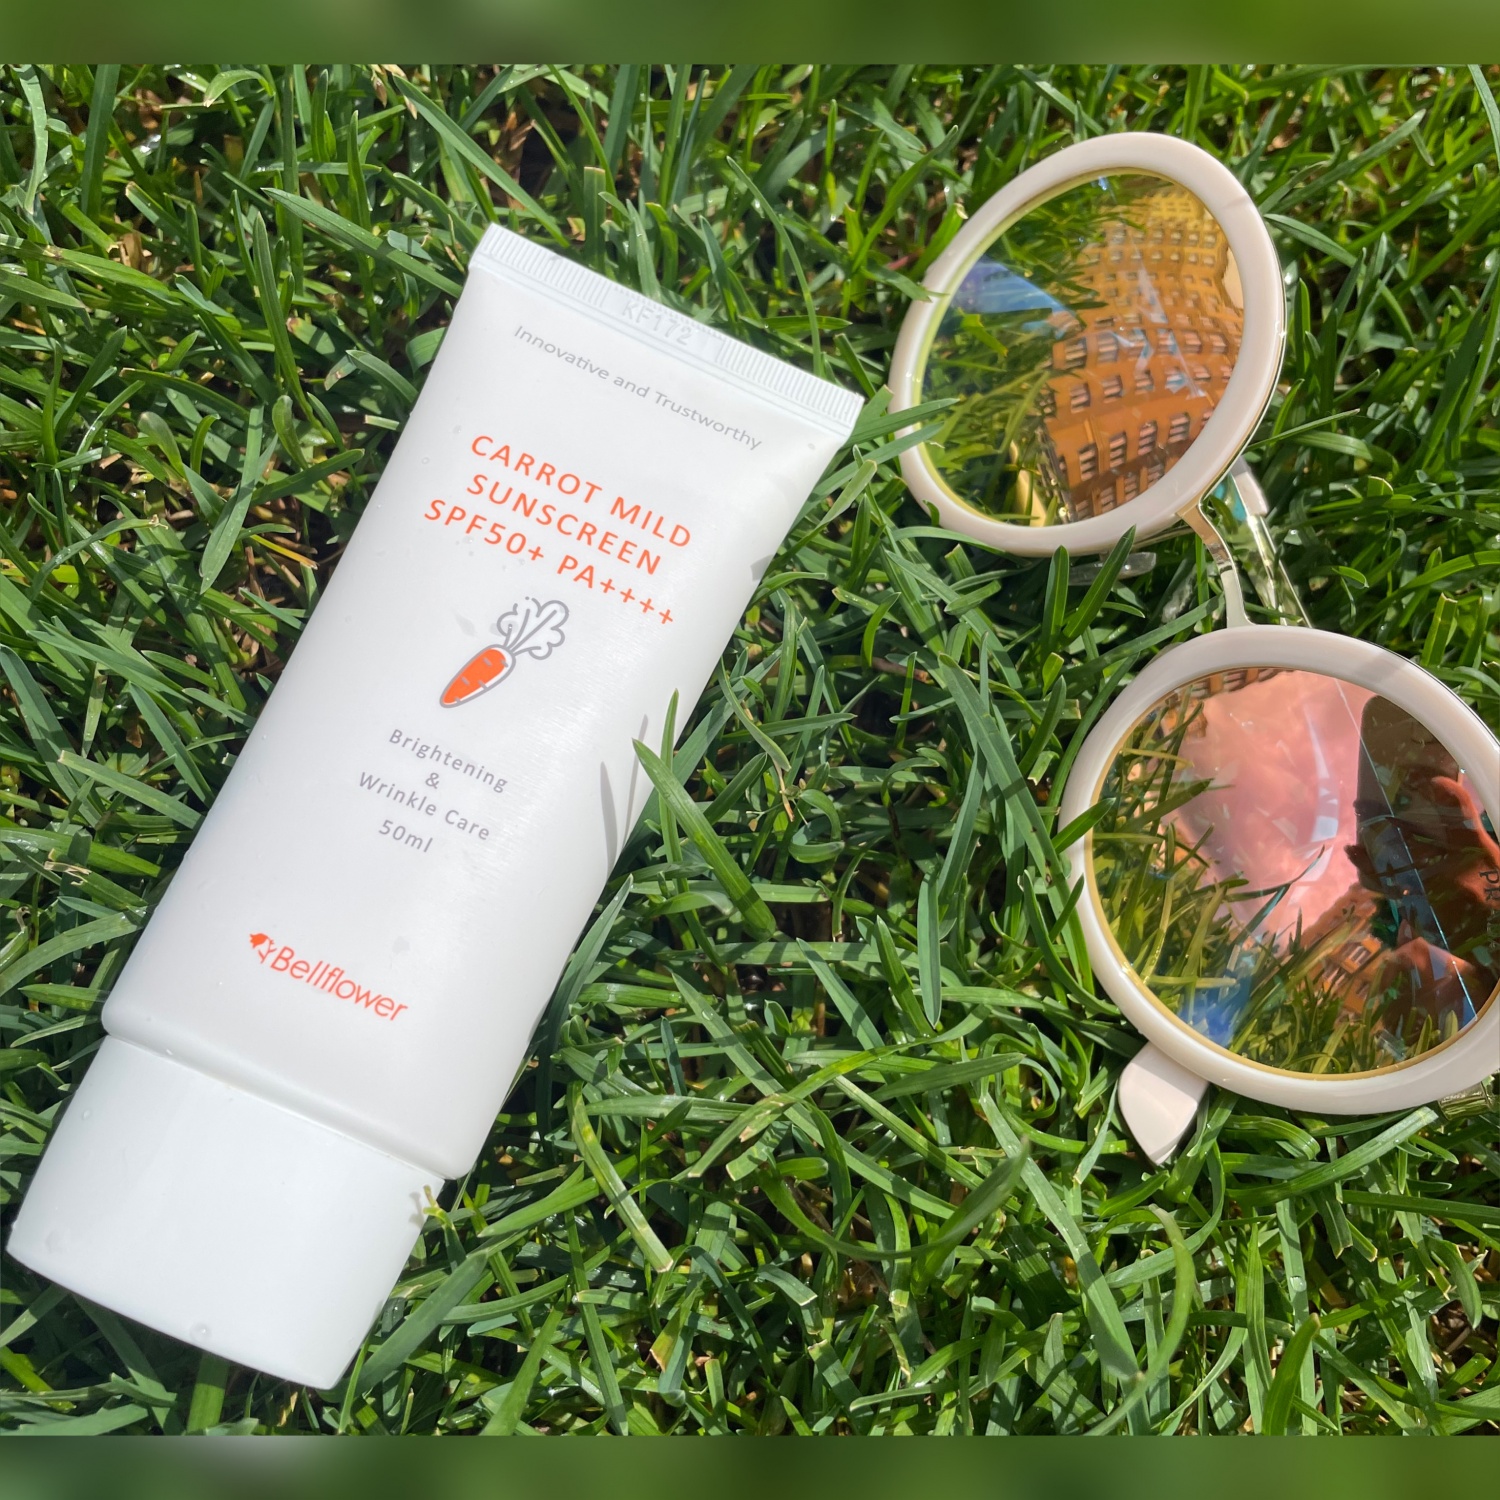 KF172
Innovative and Trustworthy
CARROT MILD
SUNSCREEN
SPF50+ PA++++
Brightening
&
Wrinkle Care
50ml
Bellflower